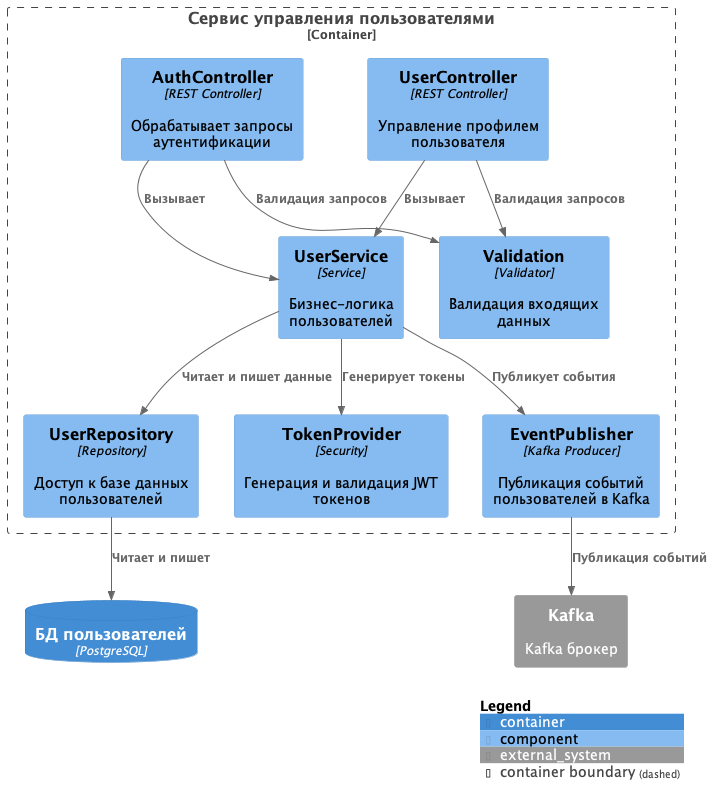 Сервис управления пользователями
[Container]
AuthController
[REST Controller]
Обрабатывает запросы
аутентификации
UserController
[REST Controller]
Управление профилем
пользователя
Вызывает
Валидация запросов
Вызывает
Валидация запросов
UserService
[Service]
Бизнес-логика
пользователей
Validation
[Validator]
Валидация входящих
данных
Читает и пишет данные
Генерирует токены
Публикует события
UserRepository
[Repository]
Доступ к базе данных
пользователей
TokenProvider
[Security]
Генерация и валидация JWT
токенов
EventPublisher
[Kafka Producer]
Публикация событий
пользователей в Kafka
Читает и пишет
Публикация событий
БД пользователей
[PostgreSQL]
Kafka
Kafka брокер
Legend
container
component
external_system
container boundary (dashed)